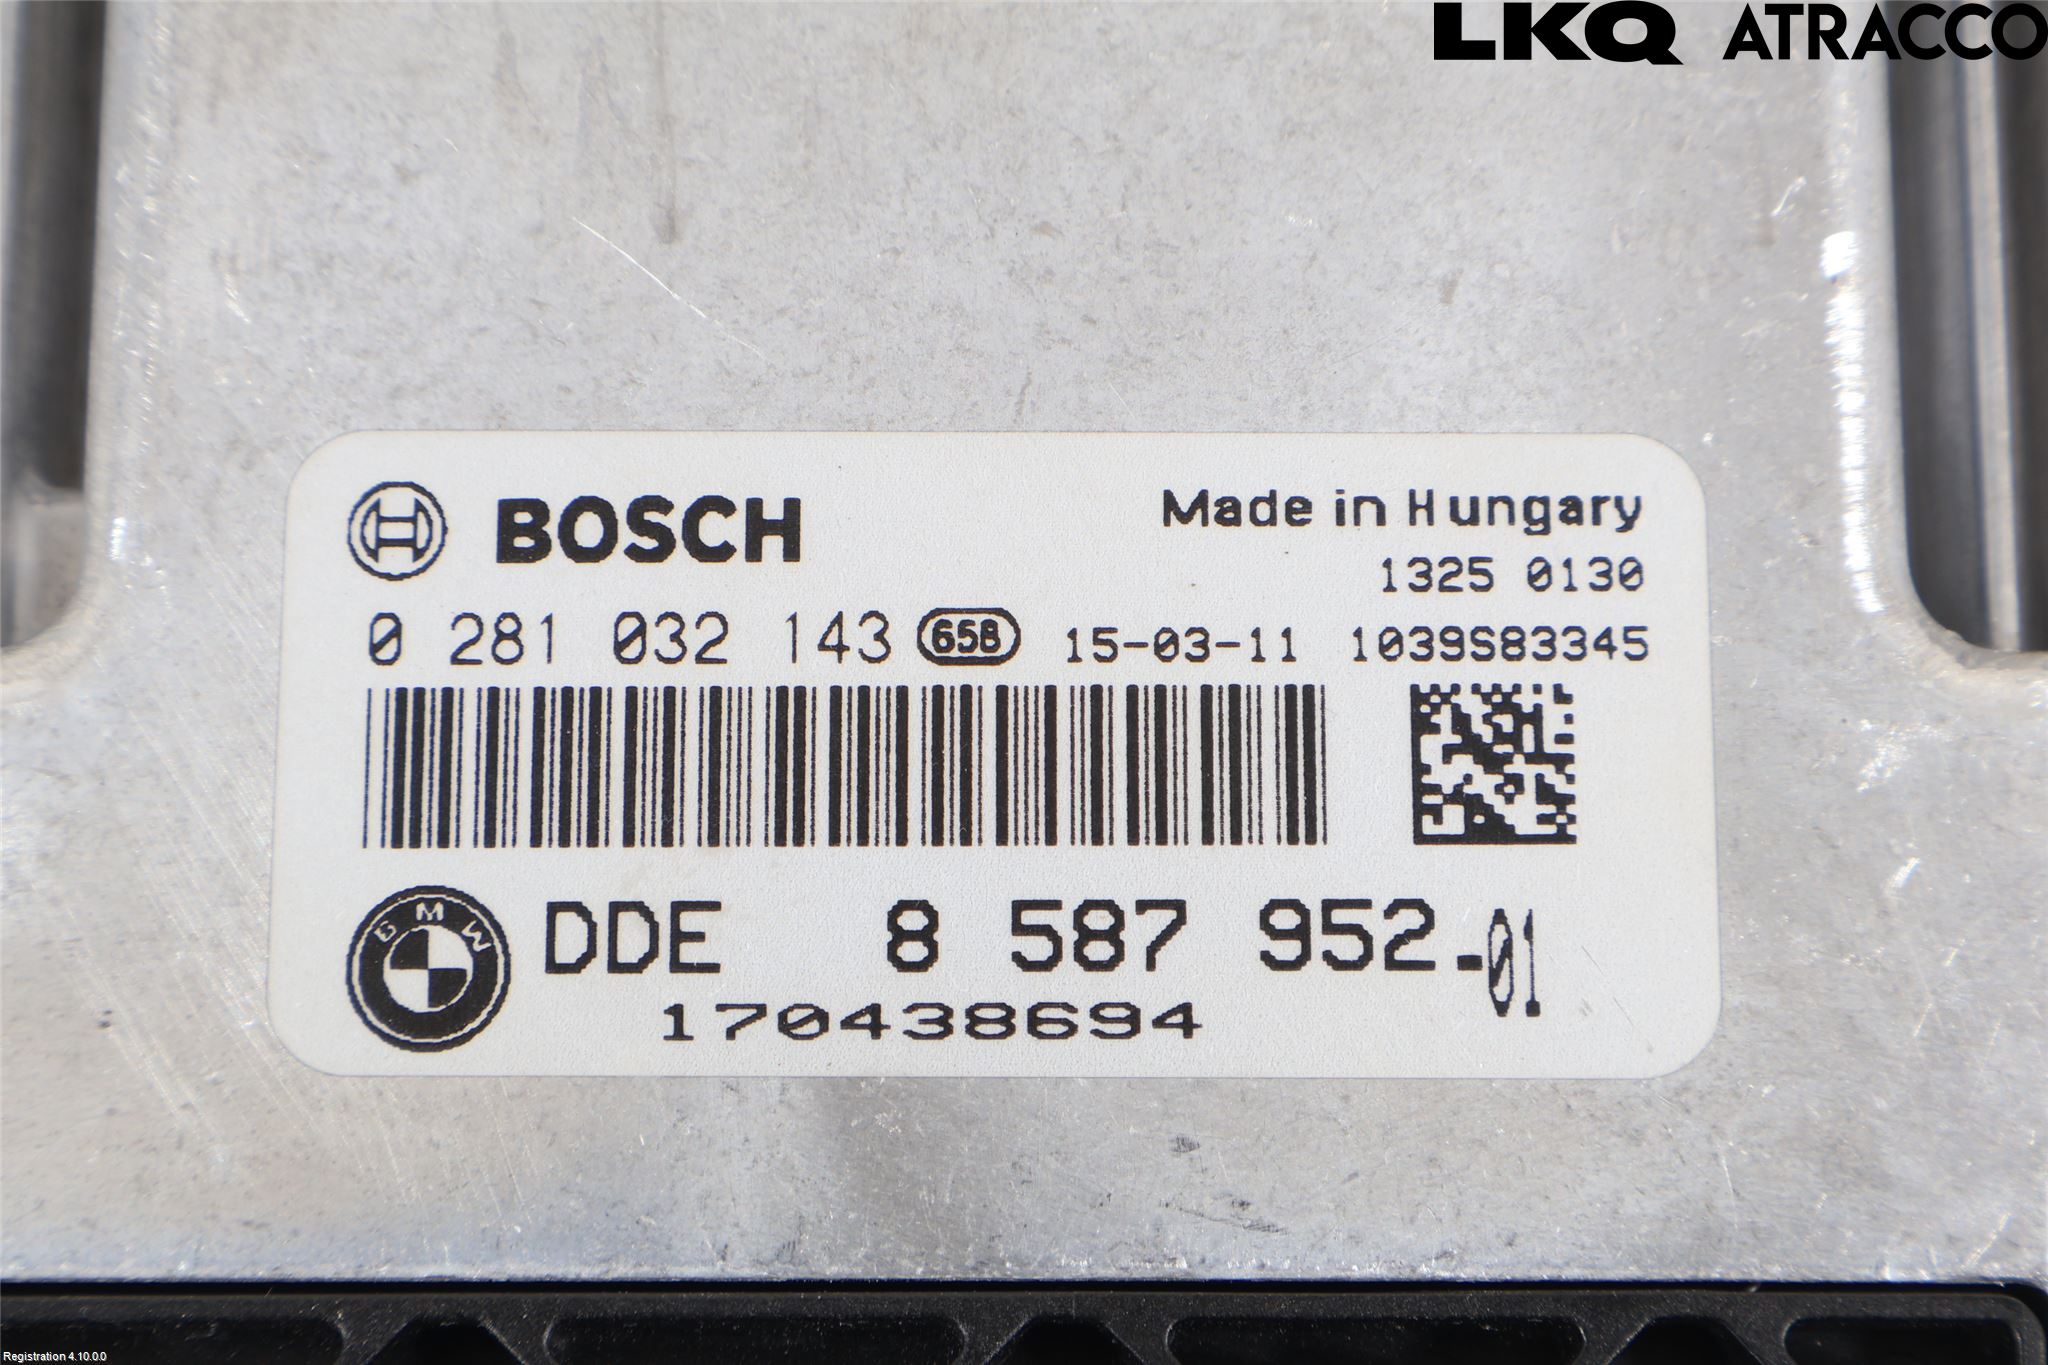 LKQ ATRACCO
BOSCH
Made in Hungary
1325 0130
0 281 032 143 658 15-03-11 1039S83345
BMW
DDE 8 587 952.-01
170438694
Registration 4.10.0.0